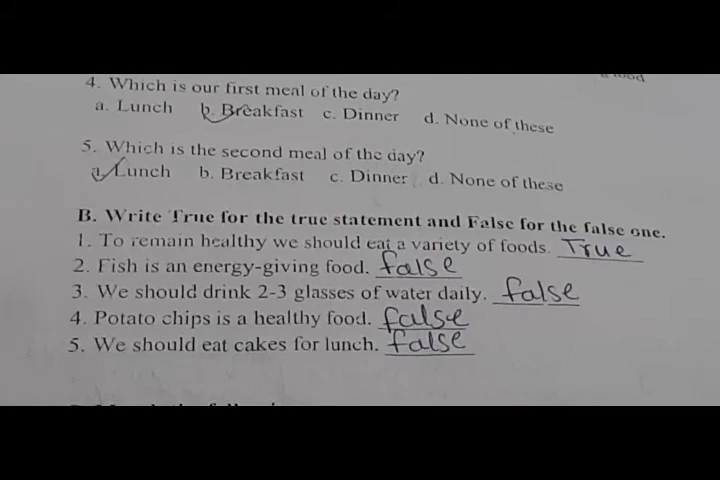 food
4. Which is our first meal of the day?
a. Lunch b. Breakfast c. Dinner d. None of these
5. Which is the second meal of the day?
a. Lunch b. Breakfast c. Dinner d. None of these
B. Write True for the true statement and False for the false one.
1. To remain healthy we should eat a variety of foods. True
2. Fish is an energy-giving food. false
3. We should drink 2-3 glasses of water daily. false
4. Potato chips is a healthy food. false
5. We should eat cakes for lunch. false